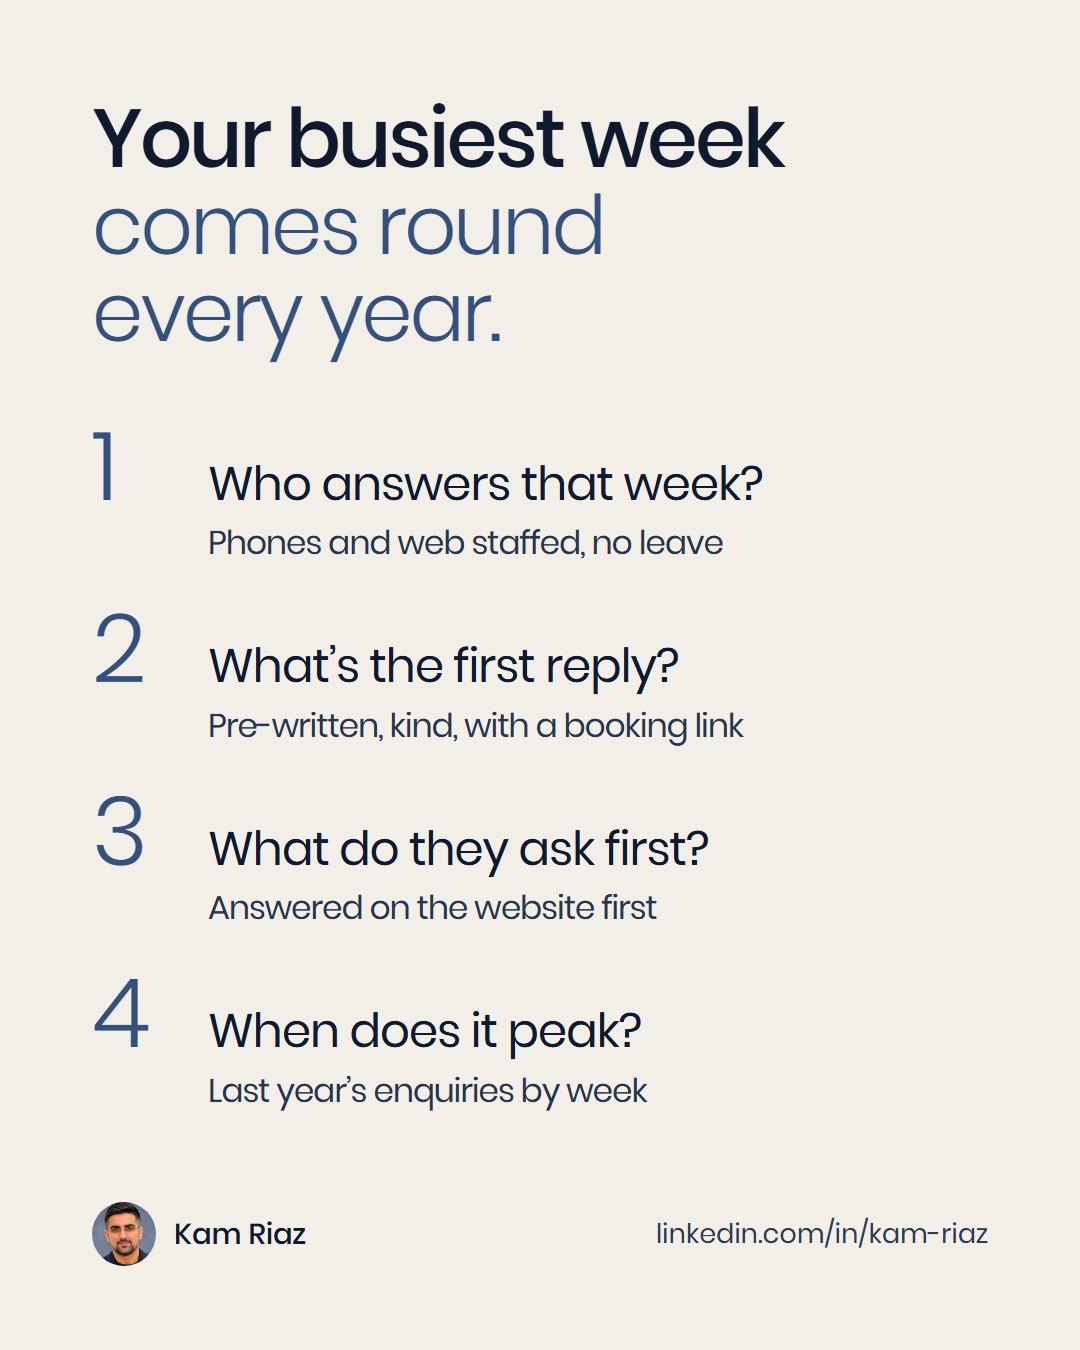 Your busiest week
comes round
every year.
1
Who answers that week?
Phones and web staffed, no leave
2
What’s the first reply?
Pre-written, kind, with a booking link
3
What do they ask first?
Answered on the website first
4
When does it peak?
Last year’s enquiries by week
Kam Riaz
linkedin.com/in/kam-riaz